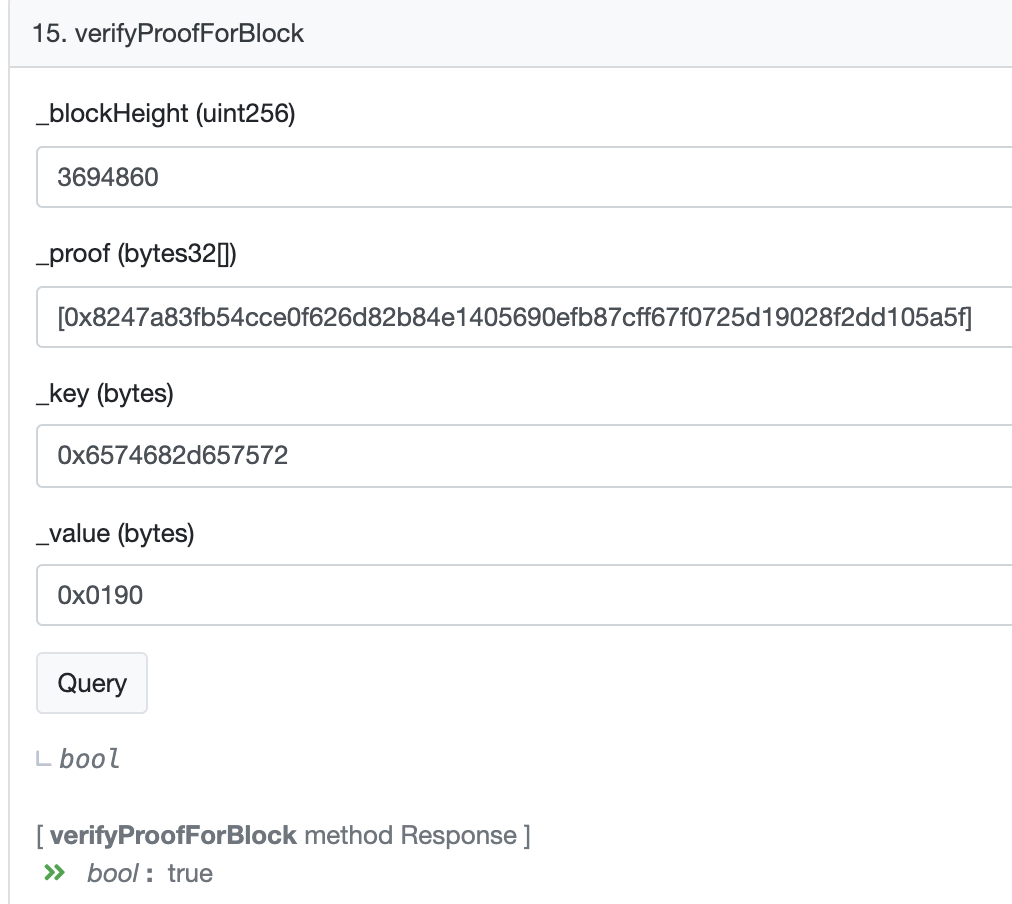 15. verifyProofForBlock
_blockHeight (uint256)
3694860
_proof (bytes32[])
[0x8247a83fb54cce0f626d82b84e1405690efb87cff67f0725d19028f2dd105a5f]
_key (bytes)
0x6574682d657572
_value (bytes)
0x0190
Query
bool
[ verifyProofForBlock method Response ]
bool : true